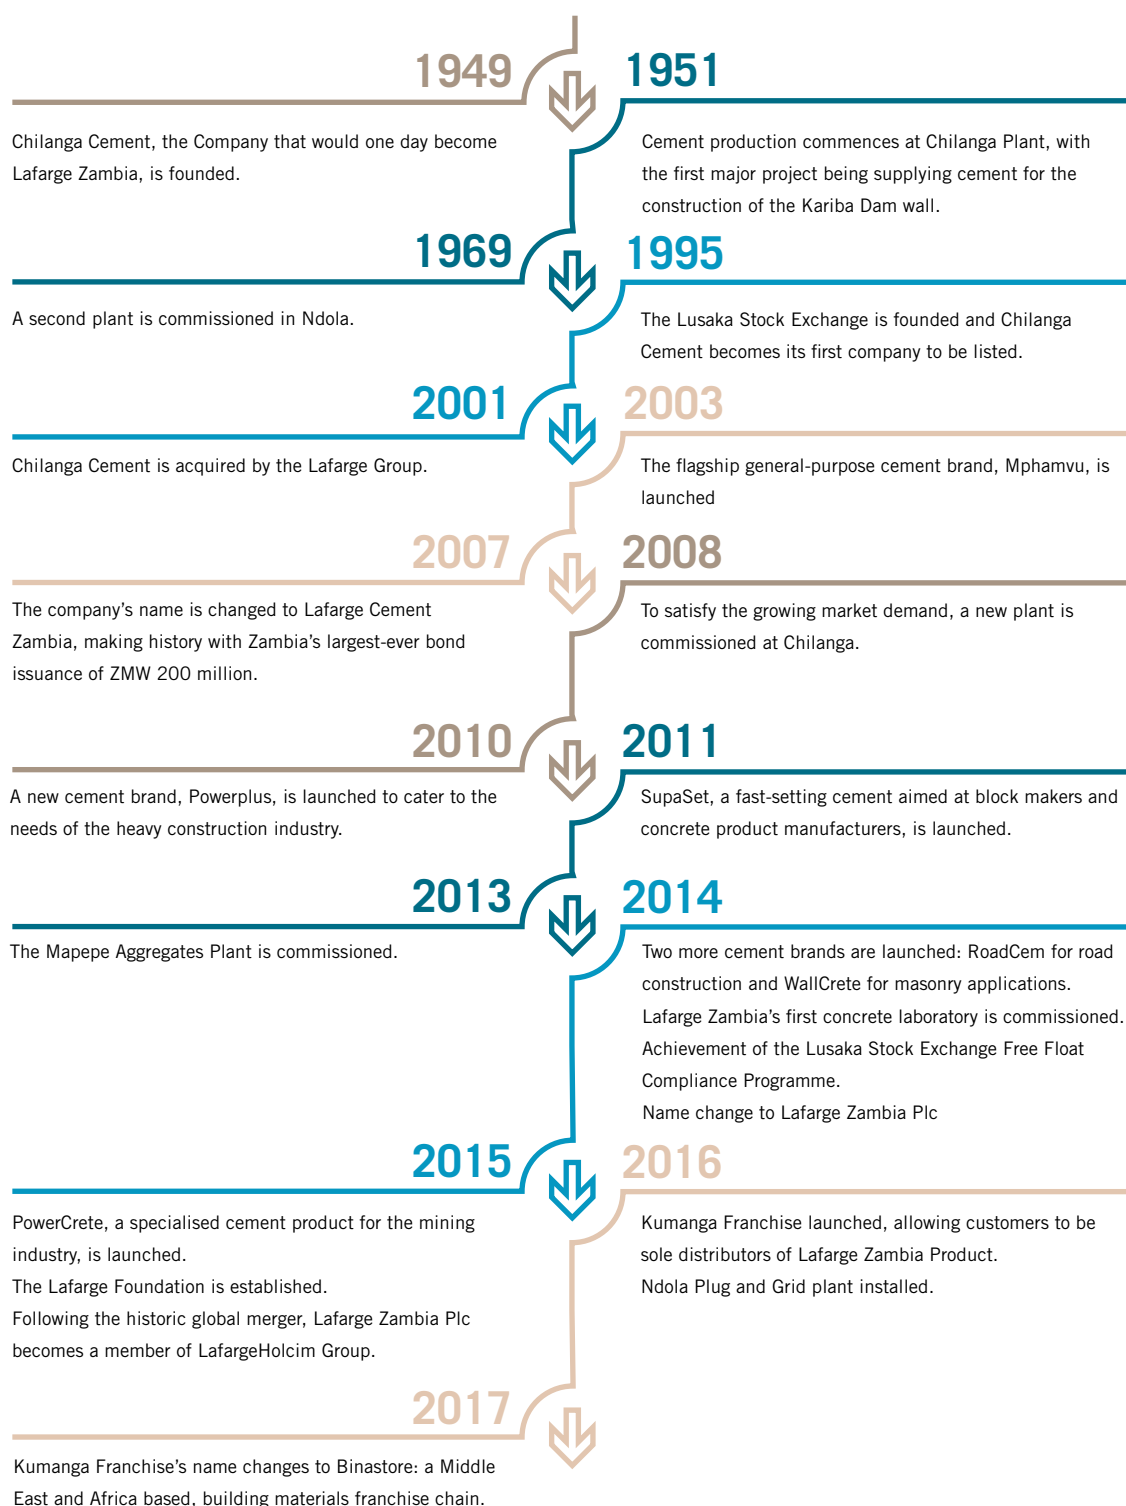 1949
Chilanga Cement, the Company that would one day become
Lafarge Zambia, is founded.
1951
Cement production commences at Chilanga Plant, with
the first major project being supplying cement for the
construction of the Kariba Dam wall.
1969
A second plant is commissioned in Ndola.
1995
The Lusaka Stock Exchange is founded and Chilanga
Cement becomes its first company to be listed.
2001
Chilanga Cement is acquired by the Lafarge Group.
2003
The flagship general-purpose cement brand, Mphamvu, is
launched
2007
The company’s name is changed to Lafarge Cement
Zambia, making history with Zambia’s largest-ever bond
issuance of ZMW 200 million.
2008
To satisfy the growing market demand, a new plant is
commissioned at Chilanga.
2010
A new cement brand, Powerplus, is launched to cater to the
needs of the heavy construction industry.
2011
SupaSet, a fast-setting cement aimed at block makers and
concrete product manufacturers, is launched.
2013
The Mapepe Aggregates Plant is commissioned.
2014
Two more cement brands are launched: RoadCem for road
construction and WallCrete for masonry applications.
Lafarge Zambia’s first concrete laboratory is commissioned.
Achievement of the Lusaka Stock Exchange Free Float
Compliance Programme.
Name change to Lafarge Zambia Plc
2015
PowerCrete, a specialised cement product for the mining
industry, is launched.
The Lafarge Foundation is established.
Following the historic global merger, Lafarge Zambia Plc
becomes a member of LafargeHolcim Group.
2016
Kumanga Franchise launched, allowing customers to be
sole distributors of Lafarge Zambia Product.
Ndola Plug and Grid plant installed.
2017
Kumanga Franchise’s name changes to Binastore: a Middle
East and Africa based, building materials franchise chain.